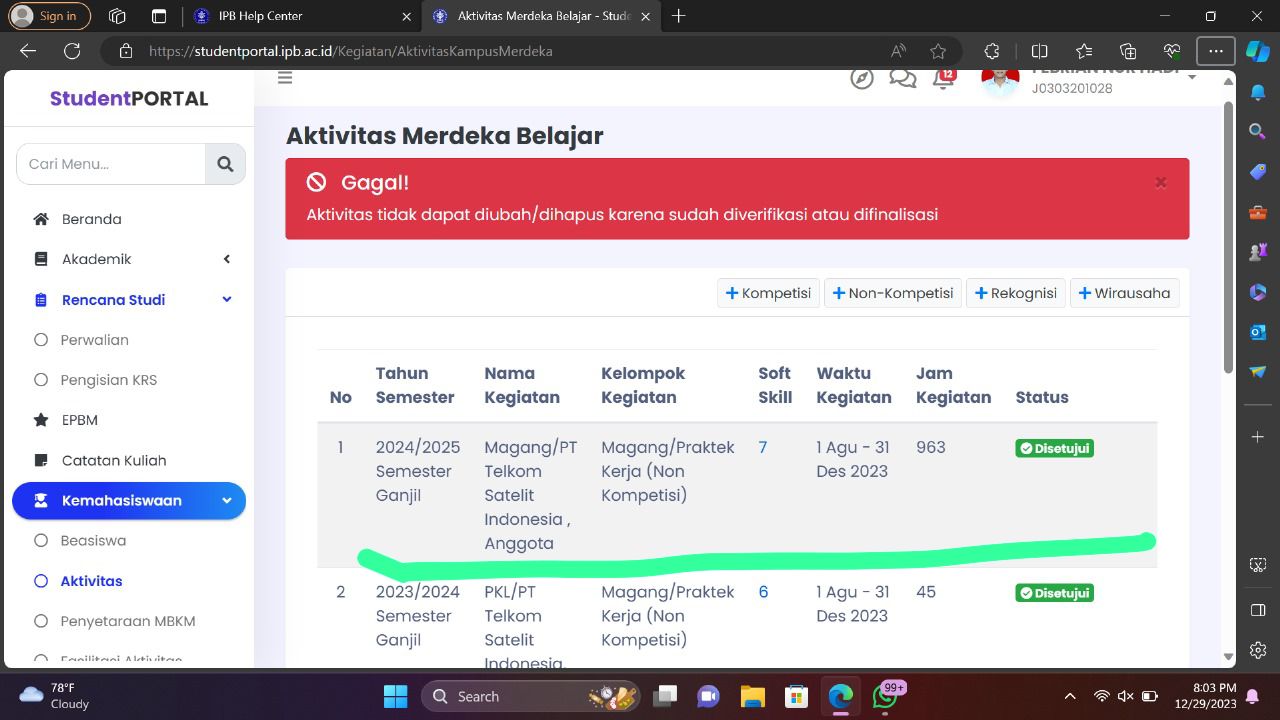 Sign in
IPB Help Center
Aktivitas Merdeka Belajar - Stude
https://studentportal.ipb.ac.id/Kegiatan/AktivitasKampusMerdeka
StudentPORTAL
12
FEBRIAN NUR HADI
J0303201028
Cari Menu...
Beranda
Akademik
Rencana Studi
Perwalian
Pengisian KRS
EPBM
Catatan Kuliah
Kemahasiswaan
Beasiswa
Aktivitas
Penyetaraan MBKM
Fasilitasi Aktivitas
Aktivitas Merdeka Belajar
Gagal!
Aktivitas tidak dapat diubah/dihapus karena sudah diverifikasi atau difinalisasi
Kompetisi Non-Kompetisi Rekognisi Wirausaha
Tahun Nama Kelompok Soft Waktu Jam
No Semester Kegiatan Kegiatan Skill Kegiatan Kegiatan Status
1 2024/2025 Magang/PT Magang/Praktek 7 1 Agu - 31 963 Disetujui
Semester Telkom Kerja (Non Des 2023
Ganjil Satelit Kompetisi)
Indonesia ,
Anggota
2 2023/2024 PKL/PT Magang/Praktek 6 1 Agu - 31 45 Disetujui
Semester Telkom Kerja (Non Des 2023
Ganjil Satelit Kompetisi)
Indonesia,
78°F
Cloudy
Search
99+
8:03 PM
12/29/2023